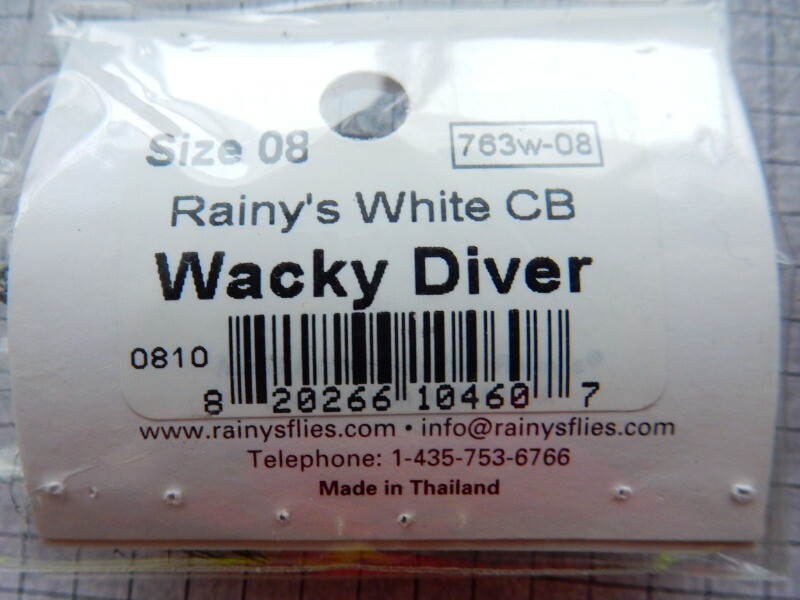 Size 08
763w-08
Rainy's White CB
Wacky Diver
0810
8 20266 10460 7
www.rainysflies.com • info@rainysflies.com
Telephone: 1-435-753-6766
Made in Thailand